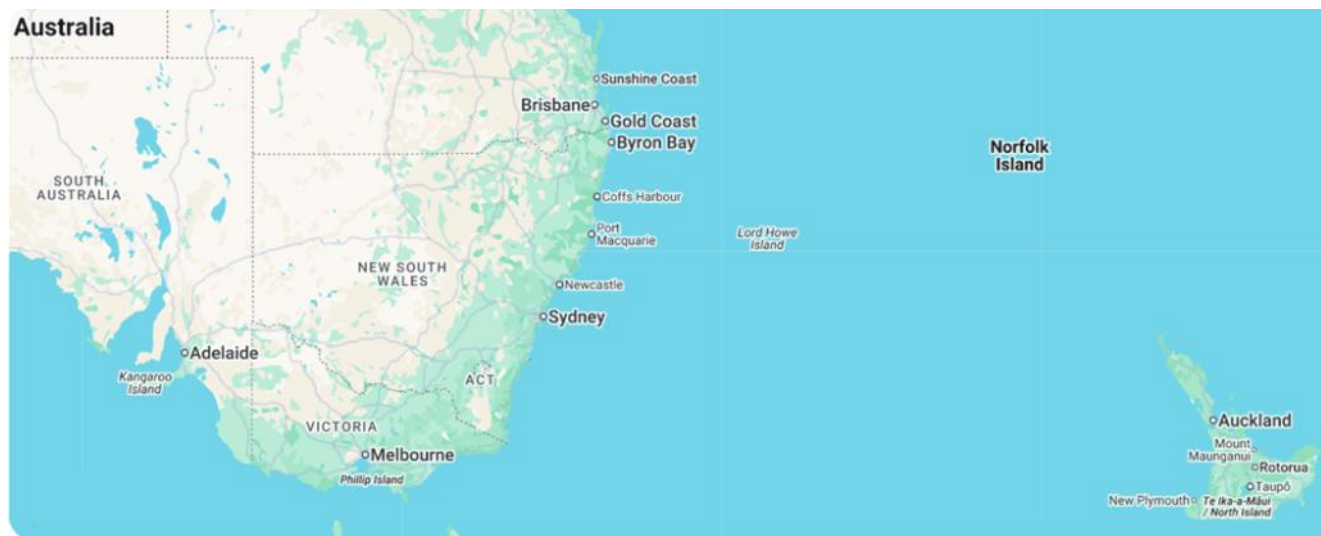 Australia
Sunshine Coast
Brisbane
Gold Coast
Byron Bay
Norfolk
Island
SOUTH
AUSTRALIA
Coffs Harbour
Port
Macquarie
Lord Howe
Island
NEW SOUTH
WALES
Newcastle
Sydney
Adelaide
Kangaroo
Island
ACT
VICTORIA
Auckland
Mount
Maunganui
Melbourne
Rotorua
Phillip Island
Taupō
New Plymouth
Te Ika-a-Māui
/ North Island